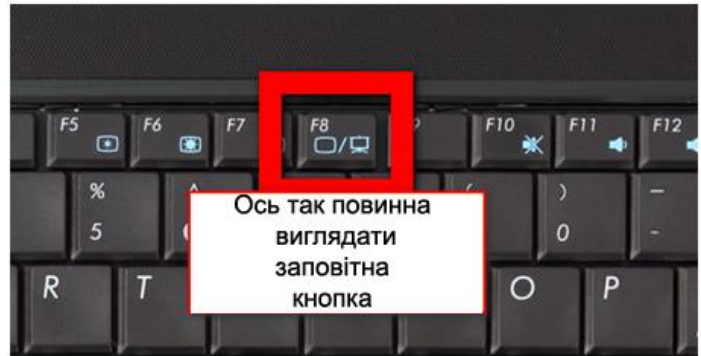 F5 F6 F7 F8 F10 F11 F12
% ^ ( ) –
5 0 -
Ось так повинна
виглядати
заповітна
кнопка
R T O P